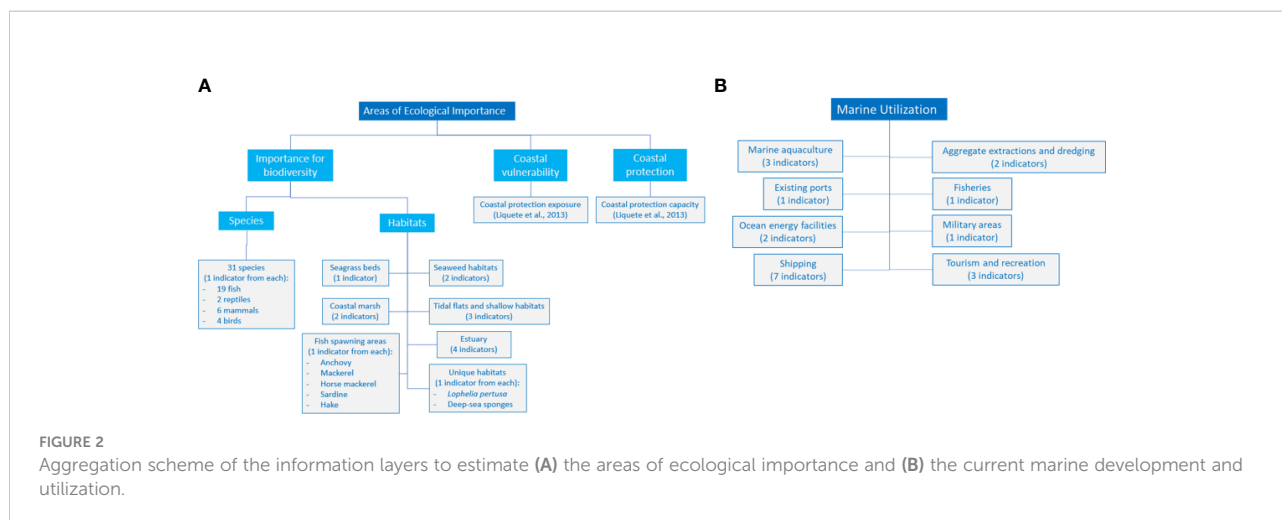 A
Areas of Ecological Importance
Importance for
biodiversity
Coastal
vulnerability
Coastal
protection
Coastal protection exposure
(Liquete et al., 2013)
Coastal protection capacity
(Liquete et al., 2013)
Species
Habitats
31 species
(1 indicator from each):
- 19 fish
- 2 reptiles
- 6 mammals
- 4 birds
Seagrass beds
(1 indicator)
Seaweed habitats
(2 indicators)
Coastal marsh
(2 indicators)
Tidal flats and shallow habitats
(3 indicators)
Fish spawning areas
(1 indicator from each):
- Anchovy
- Mackerel
- Horse mackerel
- Sardine
- Hake
Estuary
(4 indicators)
Unique habitats
(1 indicator from each):
- Lophelia pertusa
- Deep-sea sponges
B
Marine Utilization
Marine aquaculture
(3 indicators)
Aggregate extractions and dredging
(2 indicators)
Existing ports
(1 indicator)
Fisheries
(1 indicator)
Ocean energy facilities
(2 indicators)
Military areas
(1 indicator)
Shipping
(7 indicators)
Tourism and recreation
(3 indicators)
FIGURE 2
Aggregation scheme of the information layers to estimate (A) the areas of ecological importance and (B) the current marine development and
utilization.